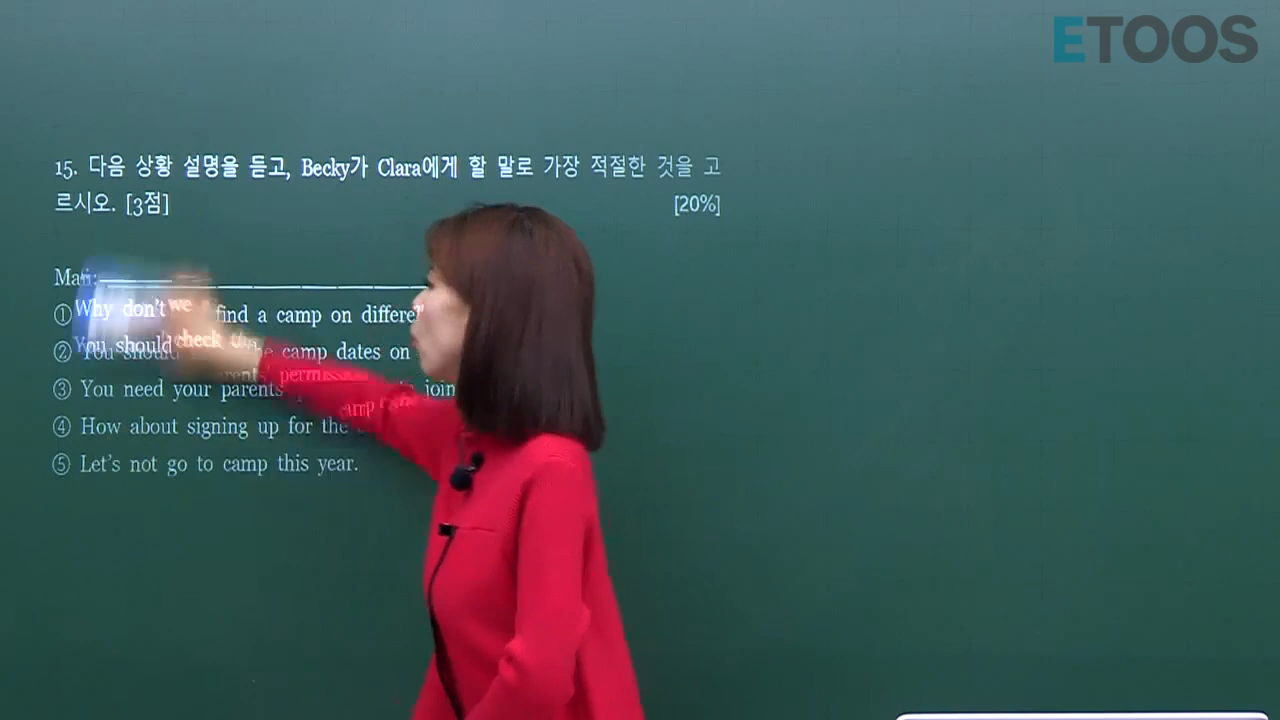 ETOOS
15. 다음 상황 설명을 듣고, Becky가 Clara에게 할 말로 가장 적절한 것을 고
르시오. [3점] [20%]
① Why don't we find a camp on
② You should check the camp dates on
③ You need your parents' permission to join
④ How about signing up for the
⑤ Let's not go to camp this year.